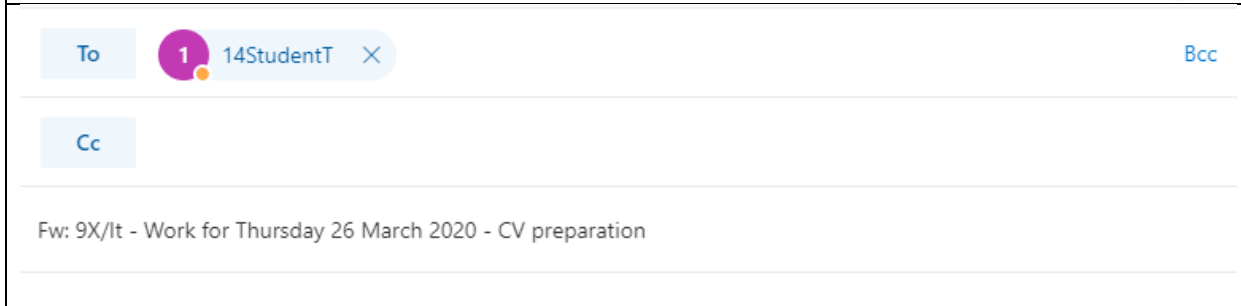 To 1 14StudentT Bcc
Cc
Fw: 9X/It - Work for Thursday 26 March 2020 - CV preparation